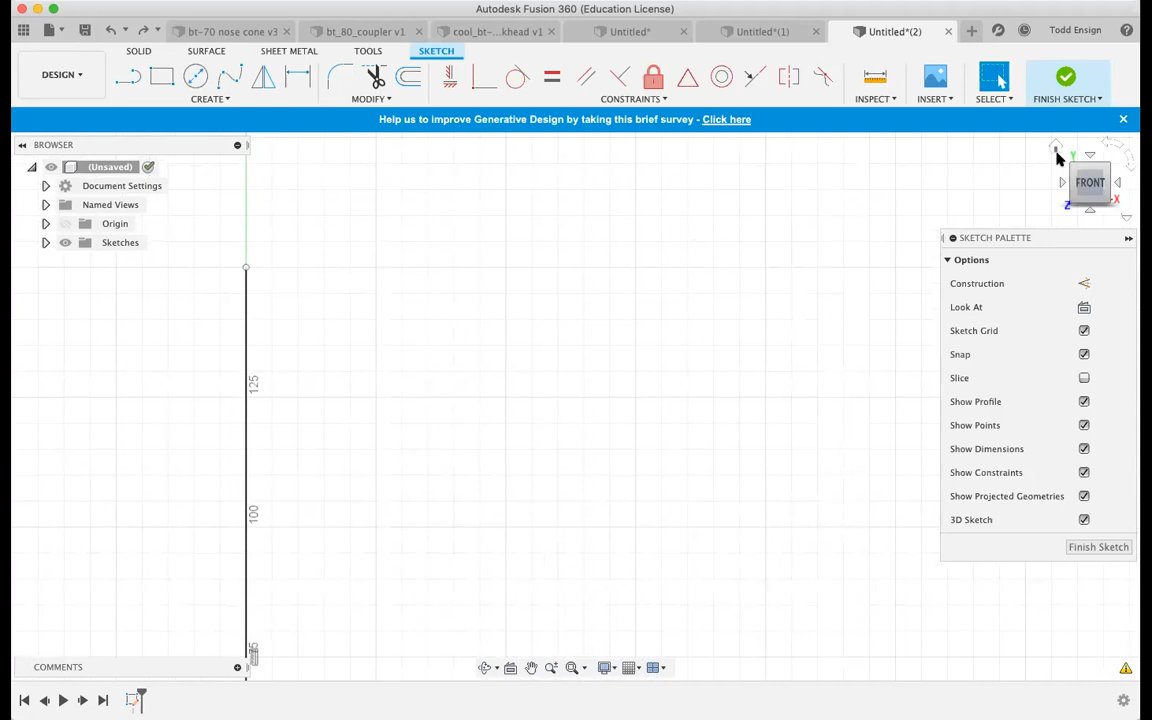 Autodesk Fusion 360 (Education License)
bt-70 nose cone v3
bt_80_coupler v1
cool_bt-...khead v1
Untitled*
Untitled*(1)
Untitled*(2)
Todd Ensign
SOLID
SURFACE
SHEET METAL
TOOLS
SKETCH
DESIGN
CREATE
MODIFY
CONSTRAINTS
INSPECT
INSERT
SELECT
FINISH SKETCH
Help us to improve Generative Design by taking this brief survey - Click here
BROWSER
(Unsaved)
Document Settings
Named Views
Origin
Sketches
Y
FRONT
Z
X
125
100
SKETCH PALETTE
Options
Construction
Look At
Sketch Grid
Snap
Slice
Show Profile
Show Points
Show Dimensions
Show Constraints
Show Projected Geometries
3D Sketch
Finish Sketch
COMMENTS